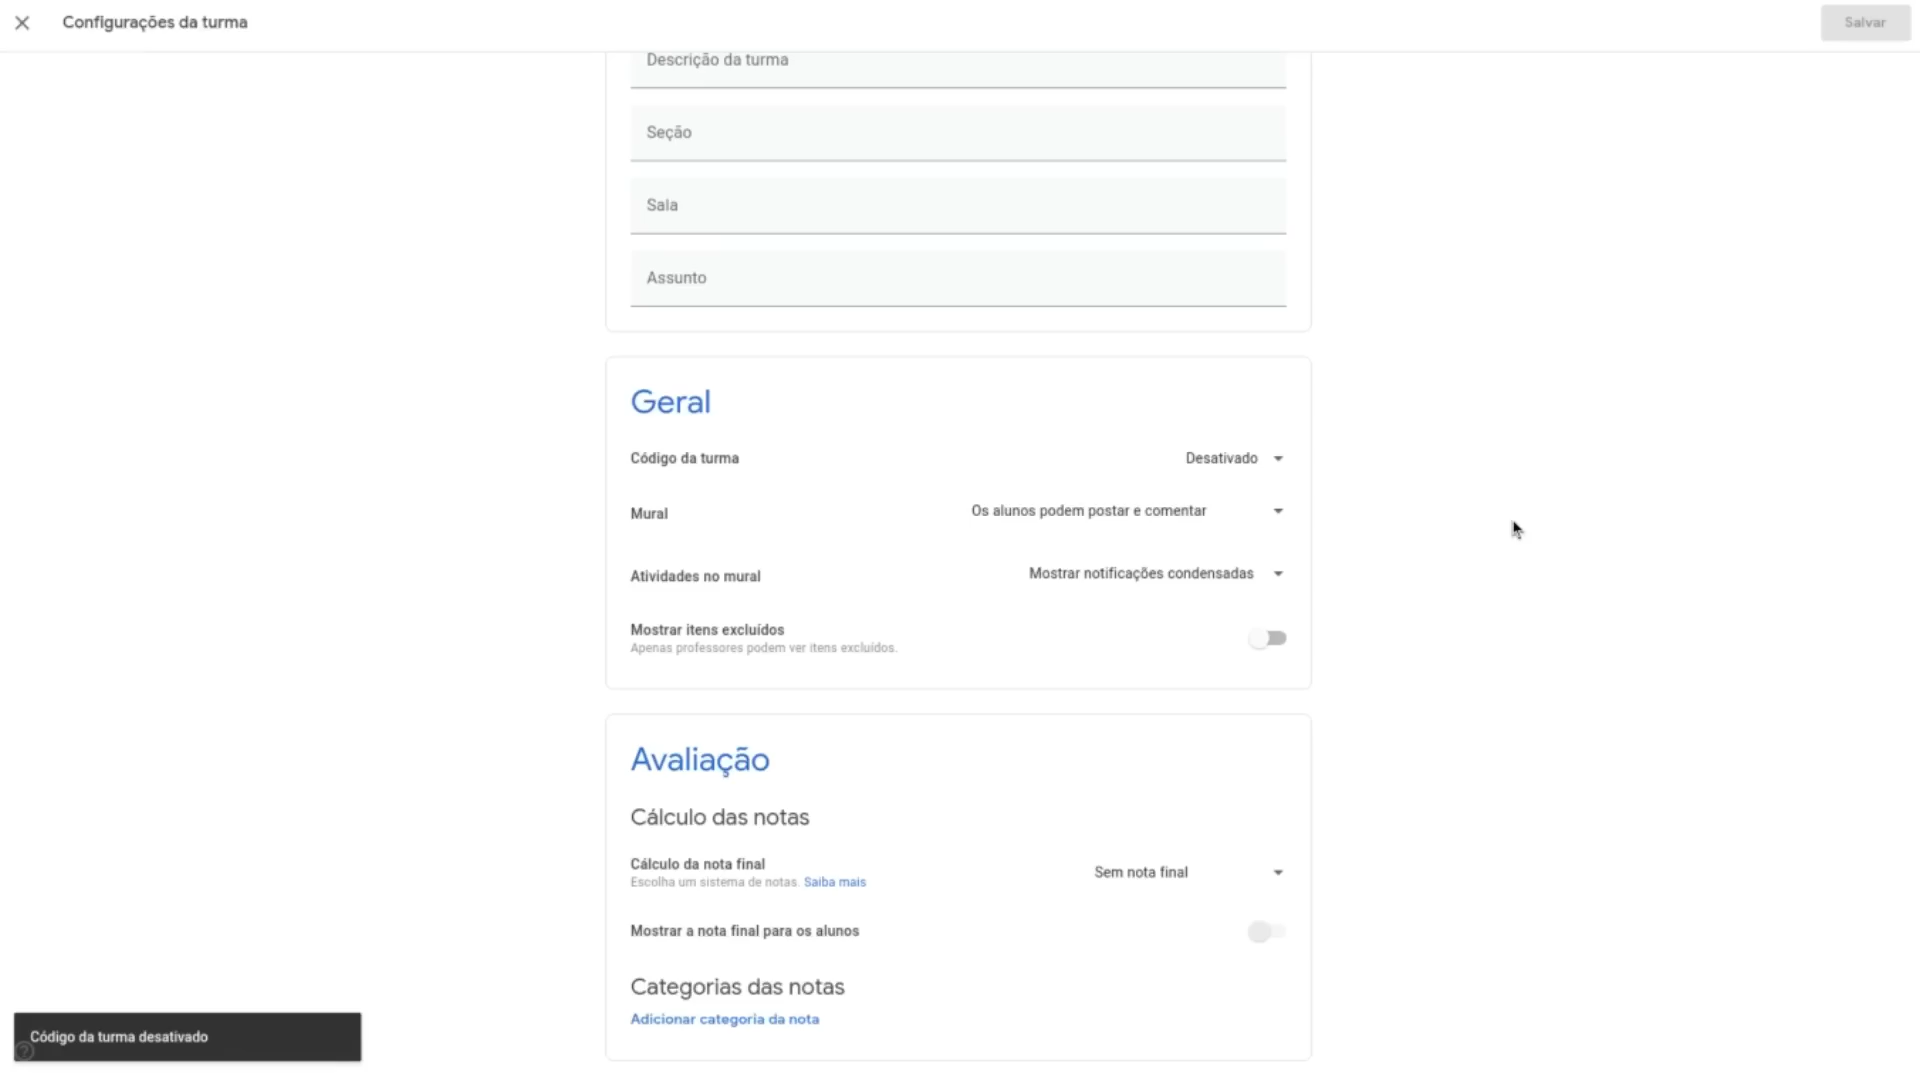 Configurações da turma
Salvar
Descrição da turma
Seção
Sala
Assunto
Geral
Código da turma
Desativado
Mural
Os alunos podem postar e comentar
Atividades no mural
Mostrar notificações condensadas
Mostrar itens excluídos
Apenas professores podem ver itens excluídos.
Avaliação
Cálculo das notas
Cálculo da nota final
Escolha um sistema de notas. Saiba mais
Sem nota final
Mostrar a nota final para os alunos
Categorias das notas
Adicionar categoria da nota
Código da turma desativado